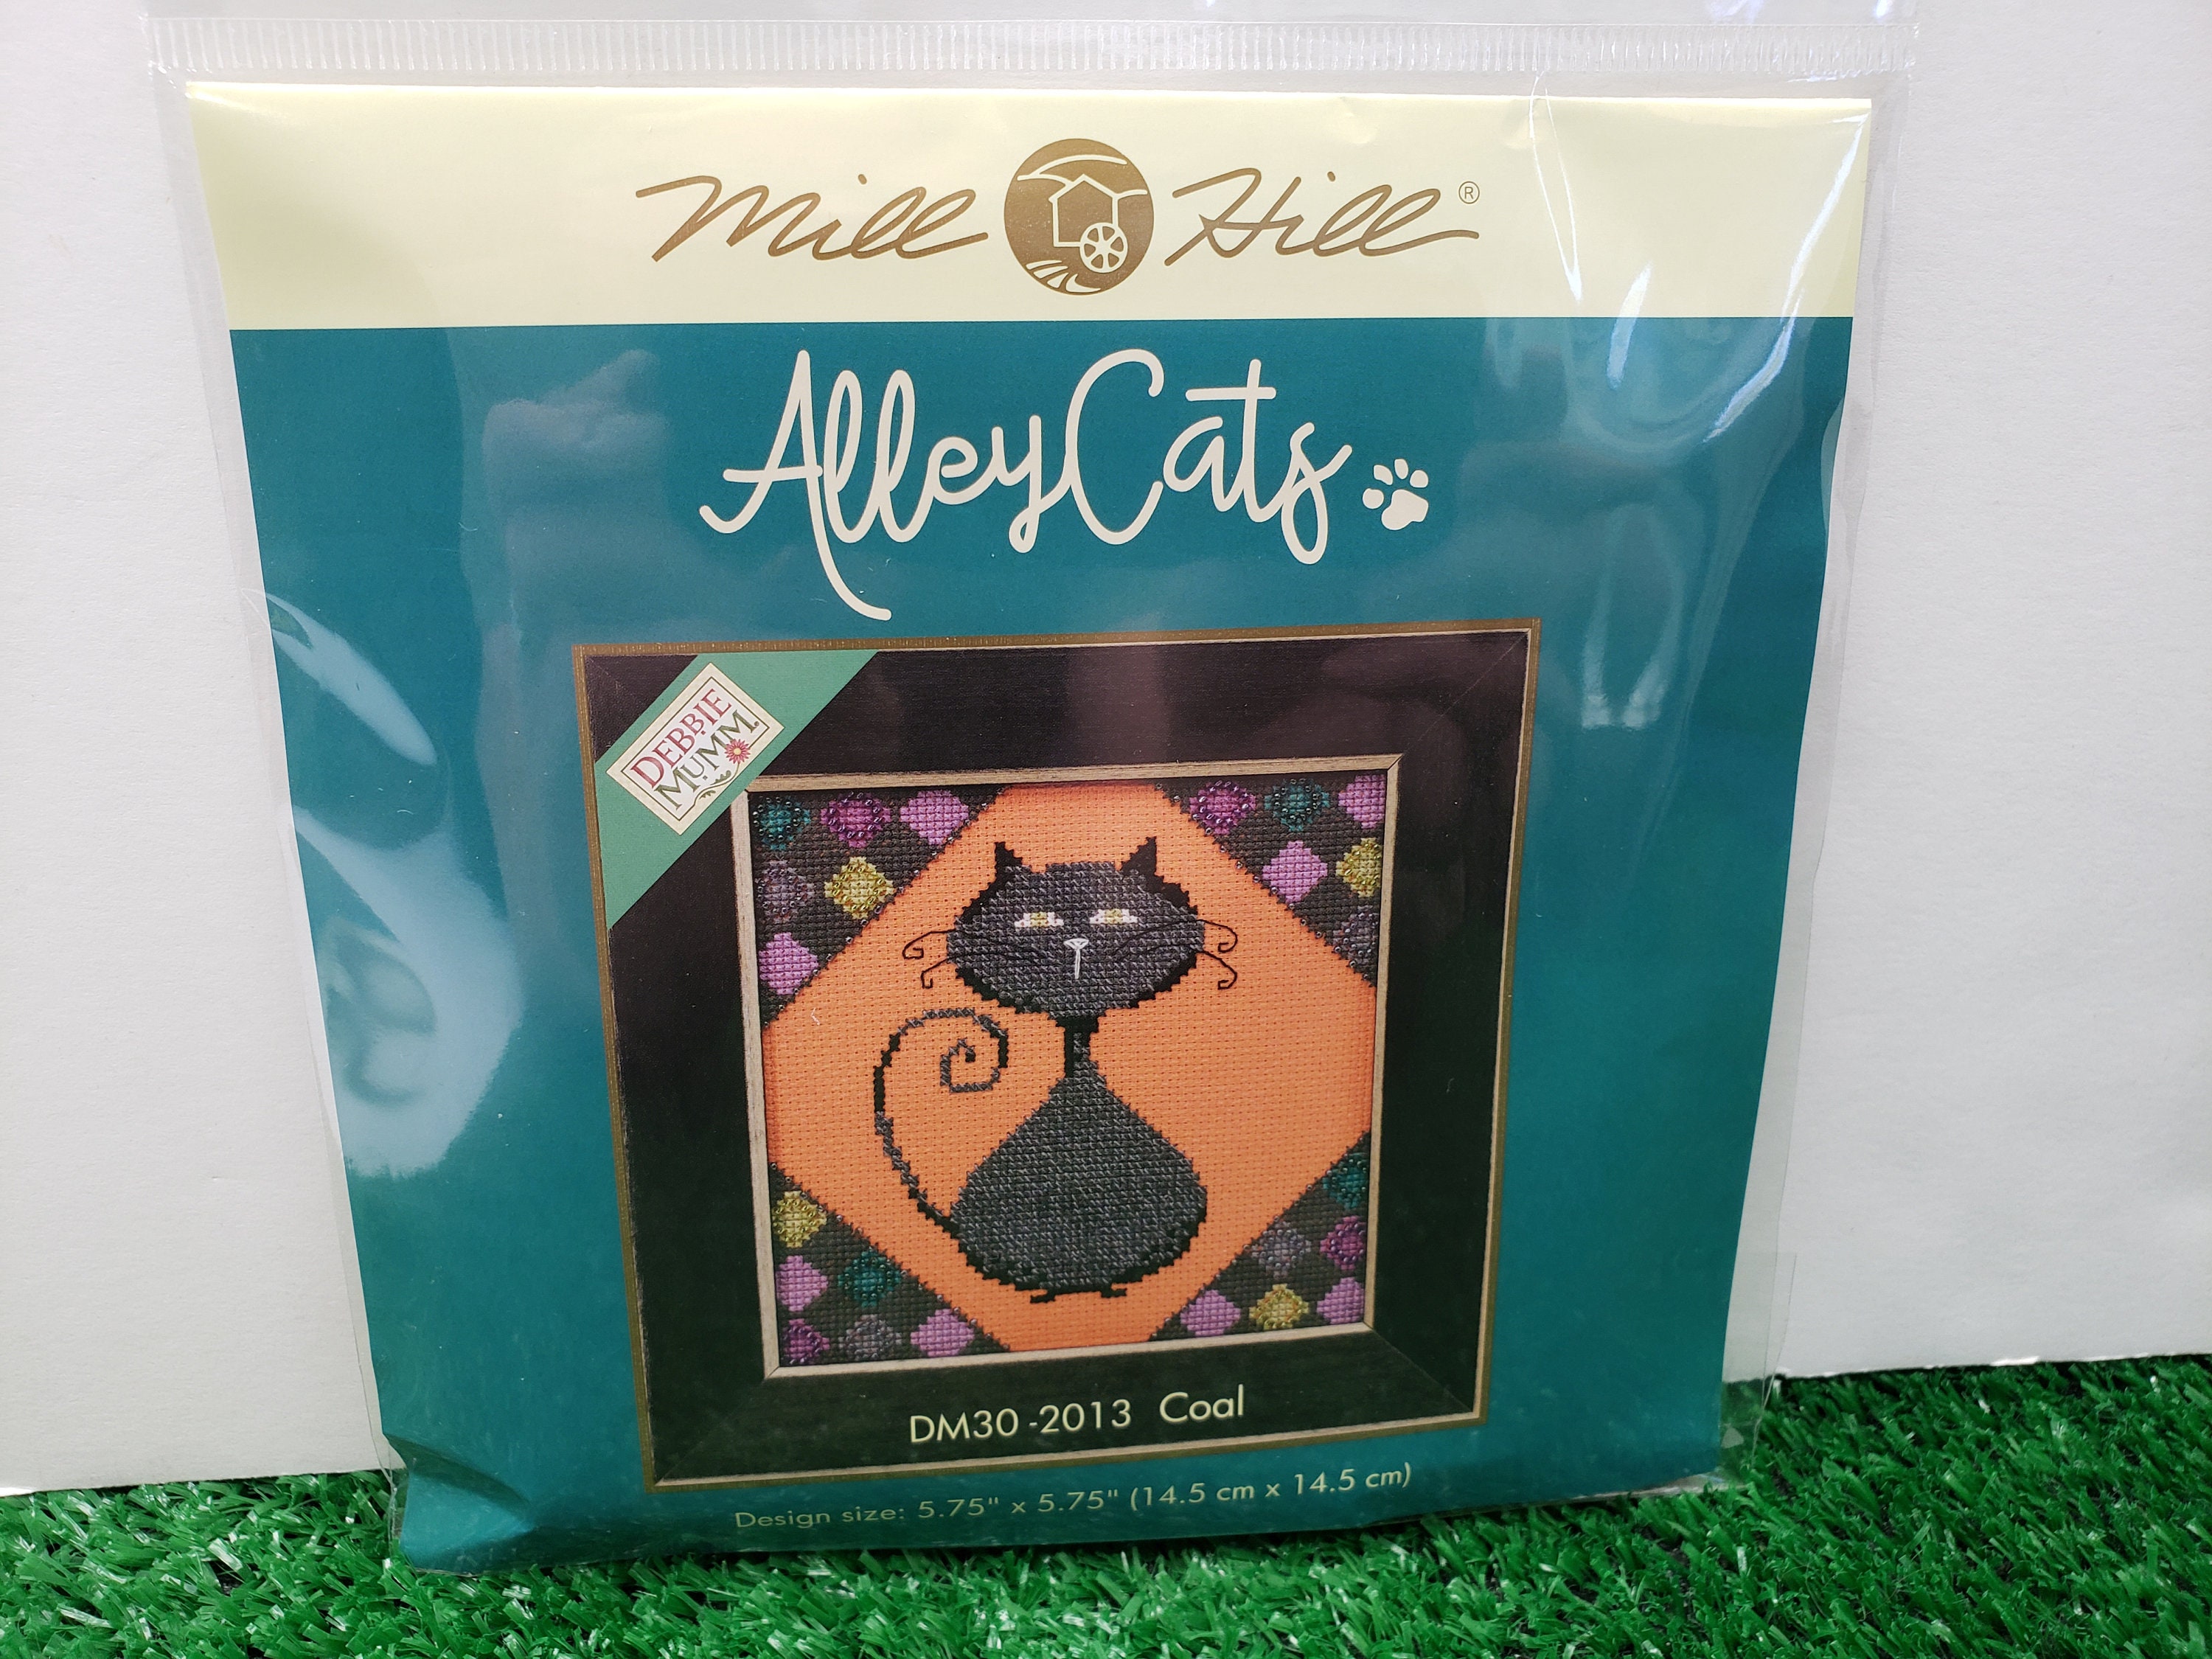 Mill Hill®
AlleyCats
DEBBIE
MUMM®
DM30 -2013 Coal
Design size: 5.75" x 5.75" (14.5 cm x 14.5 cm)